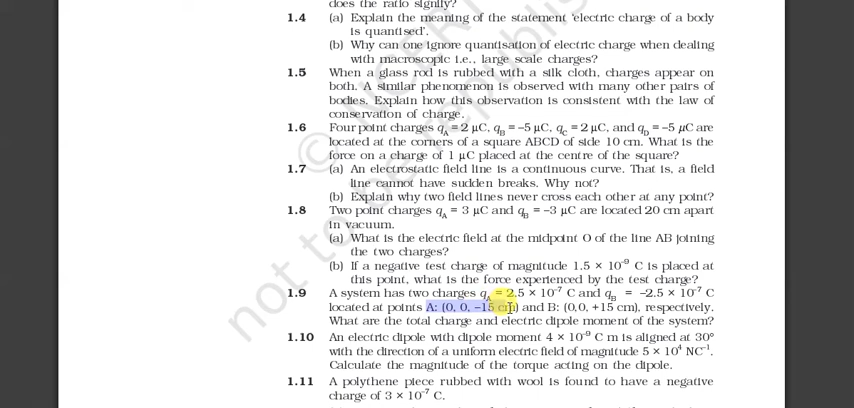 does the ratio signify?
1.4 (a) Explain the meaning of the statement ‘electric charge of a body
is quantised’.
(b) Why can one ignore quantisation of electric charge when dealing
with macroscopic i.e., large scale charges?
1.5 When a glass rod is rubbed with a silk cloth, charges appear on
both. A similar phenomenon is observed with many other pairs of
bodies. Explain how this observation is consistent with the law of
conservation of charge.
1.6 Four point charges qA = 2 μC, qB = –5 μC, qC = 2 μC, and qD = –5 μC are
located at the corners of a square ABCD of side 10 cm. What is the
force on a charge of 1 μC placed at the centre of the square?
1.7 (a) An electrostatic field line is a continuous curve. That is, a field
line cannot have sudden breaks. Why not?
(b) Explain why two field lines never cross each other at any point?
1.8 Two point charges qA = 3 μC and qB = –3 μC are located 20 cm apart
in vacuum.
(a) What is the electric field at the midpoint O of the line AB joining
the two charges?
(b) If a negative test charge of magnitude 1.5 × 10⁻⁹ C is placed at
this point, what is the force experienced by the test charge?
1.9 A system has two charges qA = 2.5 × 10⁻⁷ C and qB = –2.5 × 10⁻⁷ C
located at points A: (0, 0, –15 cm) and B: (0,0, +15 cm), respectively.
What are the total charge and electric dipole moment of the system?
1.10 An electric dipole with dipole moment 4 × 10⁻⁹ C m is aligned at 30°
with the direction of a uniform electric field of magnitude 5 × 10⁴ NC⁻¹.
Calculate the magnitude of the torque acting on the dipole.
1.11 A polythene piece rubbed with wool is found to have a negative
charge of 3 × 10⁻⁷ C.
© NCERT
not to be republish